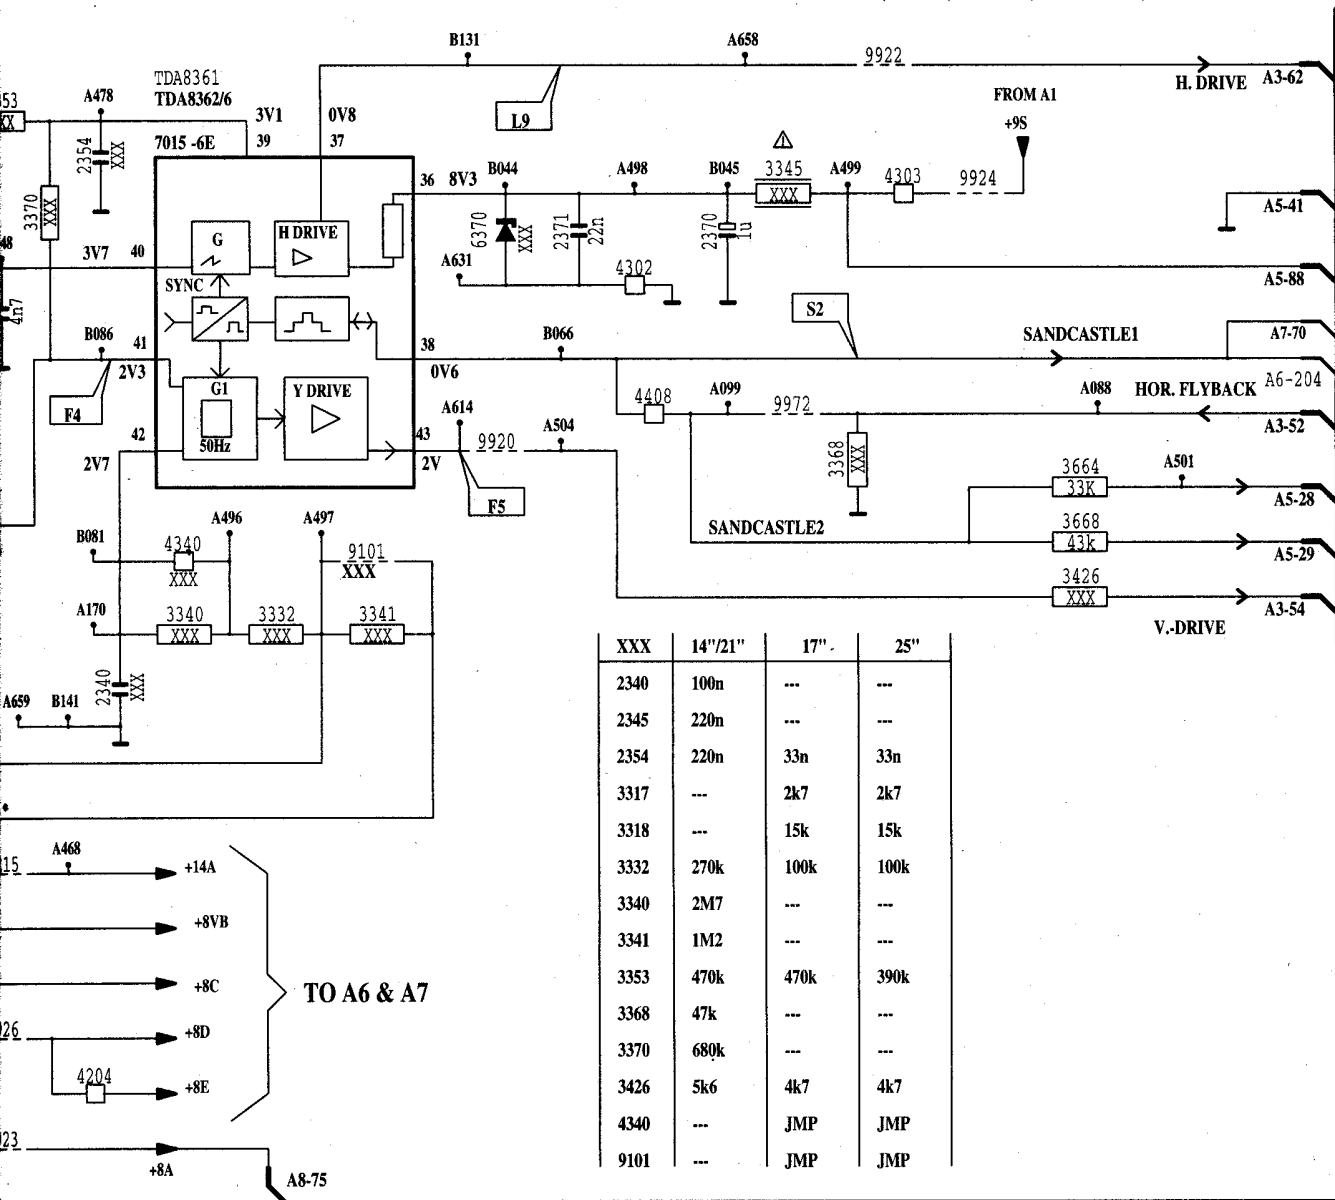 B131
A658
9922
H. DRIVE
A3-62
TDA8361
TDA8362/6
A478
3V1
0V8
L9
FROM A1
+9S
353
XX
2354
XXX
7015 -6E
39
37
36
8V3
B044
A498
B045
3345
XXX
A499
4303
9924
A5-41
3370
XXX
G
H DRIVE
6370
XXX
2371
22n
2370
1u
48
3V7
40
SYNC
A631
4302
A5-88
4n7
S2
SANDCASTLE1
A7-70
B086
41
2V3
38
0V6
B066
A6-204
F4
G1
50Hz
Y DRIVE
4408
A099
9972
A088
HOR. FLYBACK
A3-52
42
2V7
43
2V
A614
9920
A504
3368
XXX
F5
3664
33K
A501
A5-28
SANDCASTLE2
3668
43k
A5-29
B081
4340
XXX
A496
A497
9101
XXX
3426
XXX
A3-54
V.-DRIVE
A170
3340
XXX
3332
XXX
3341
XXX
2340
XXX
A659
B141
XXX 14"/21" 17" 25"
2340 100n --- ---
2345 220n --- ---
2354 220n 33n 33n
3317 --- 2k7 2k7
3318 --- 15k 15k
3332 270k 100k 100k
3340 2M7 --- ---
3341 1M2 --- ---
3353 470k 470k 390k
3368 47k --- ---
3370 680k --- ---
3426 5k6 4k7 4k7
4340 --- JMP JMP
9101 --- JMP JMP
*
15
A468
+14A
+8VB
+8C
TO A6 & A7
26
+8D
4204
+8E
23
+8A
A8-75